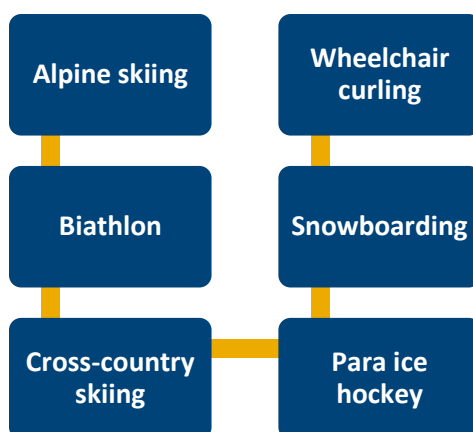 Alpine skiing
Biathlon
Cross-country
skiing
Para ice
hockey
Snowboarding
Wheelchair
curling